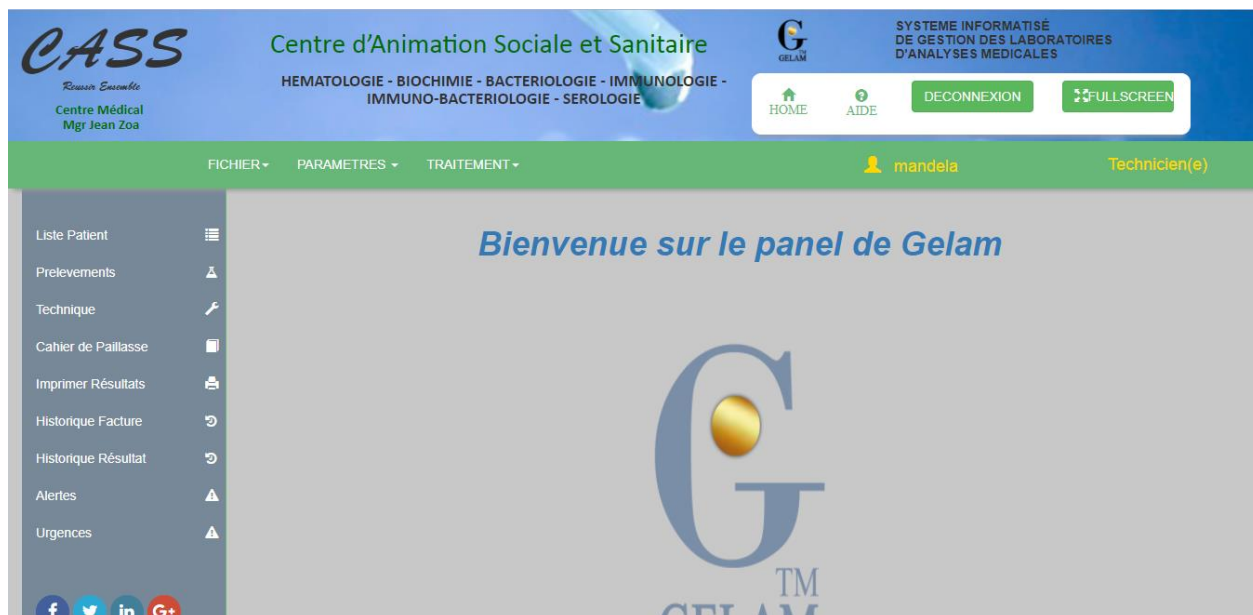 CASS
Reussir Ensemble
Centre Médical
Mgr Jean Zoa
Centre d'Animation Sociale et Sanitaire
HEMATOLOGIE - BIOCHIMIE - BACTERIOLOGIE - IMMUNOLOGIE -
IMMUNO-BACTERIOLOGIE - SEROLOGIE
G
TM
GELAM
SYSTEME INFORMATISÉ
DE GESTION DES LABORATOIRES
D'ANALYSES MEDICALES
HOME
AIDE
DECONNEXION
FULLSCREEN
FICHIER
PARAMETRES
TRAITEMENT
mandela
Technicien(e)
Liste Patient
Prelevements
Technique
Cahier de Paillasse
Imprimer Résultats
Historique Facture
Historique Résultat
Alertes
Urgences
f
in
G+
Bienvenue sur le panel de Gelam
G
TM
GELAM